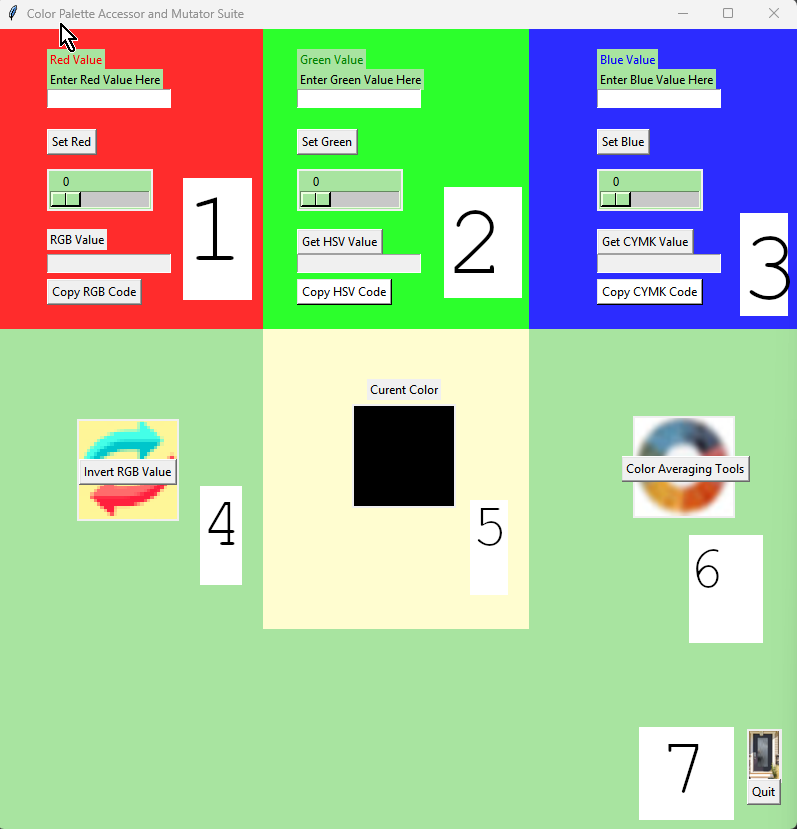 Color Palette Accessor and Mutator Suite
Red Value
Enter Red Value Here
Set Red
0
RGB Value
Copy RGB Code
1
Green Value
Enter Green Value Here
Set Green
0
Get HSV Value
Copy HSV Code
2
Blue Value
Enter Blue Value Here
Set Blue
0
Get CYMK Value
Copy CYMK Code
3
Invert RGB Value
4
Curent Color
5
Color Averaging Tools
6
7
Quit